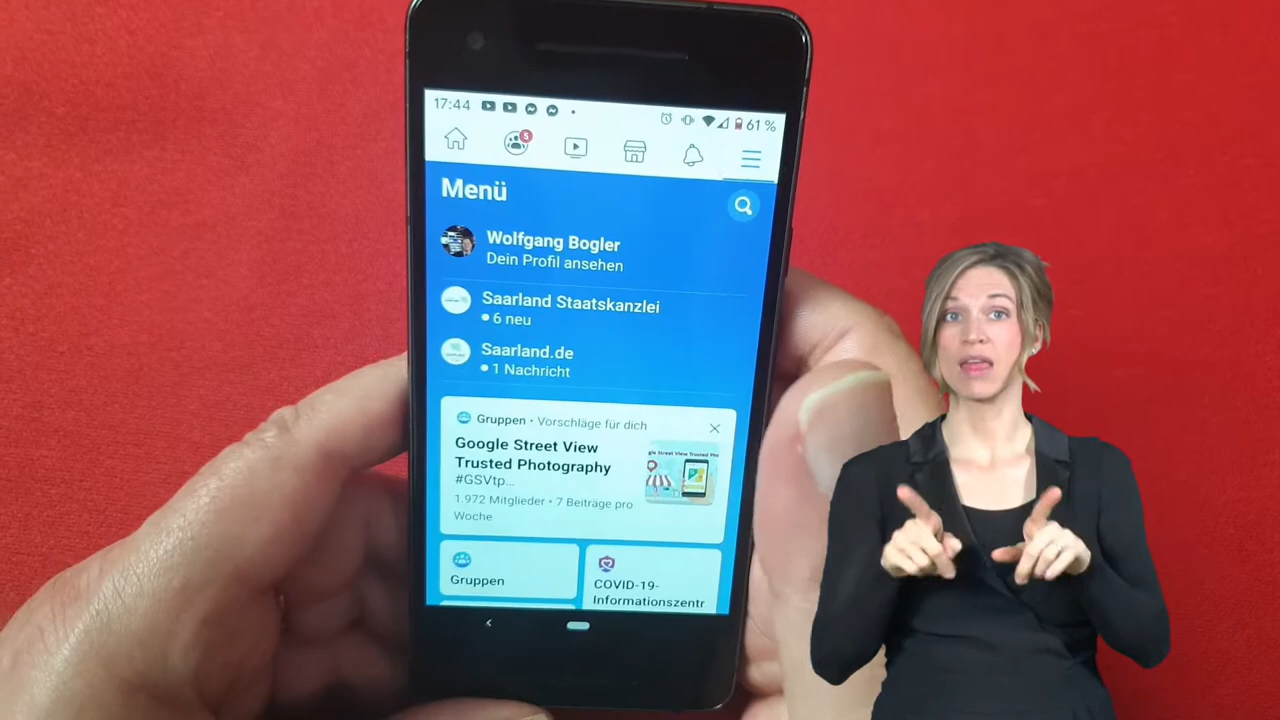 17:44
61 %
5
Menü
Wolfgang Bogler
Dein Profil ansehen
Saarland Staatskanzlei
6 neu
Saarland.de
1 Nachricht
Gruppen • Vorschläge für dich
Google Street View
Trusted Photography
#GSVtp...
1.972 Mitglieder • 7 Beiträge pro
Woche
Gruppen
COVID-19-
Informationszentr